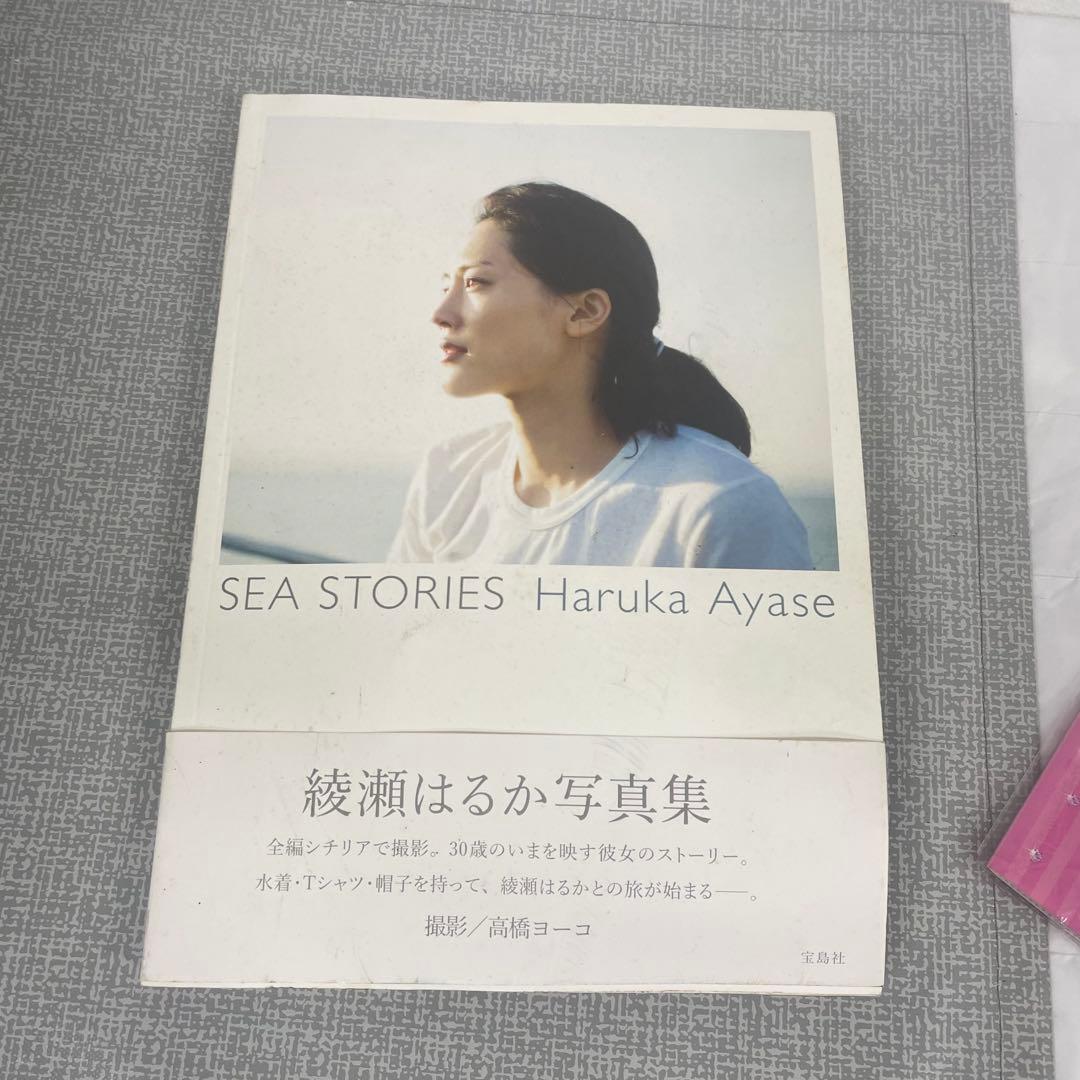 SEA STORIES Haruka Ayase
綾瀬はるか写真集
全編シチリアで撮影。30歳のいまを映す彼女のストーリー。
水着・Tシャツ・帽子を持って、綾瀬はるかとの旅が始まる——。
撮影／高橋ヨーコ
宝島社